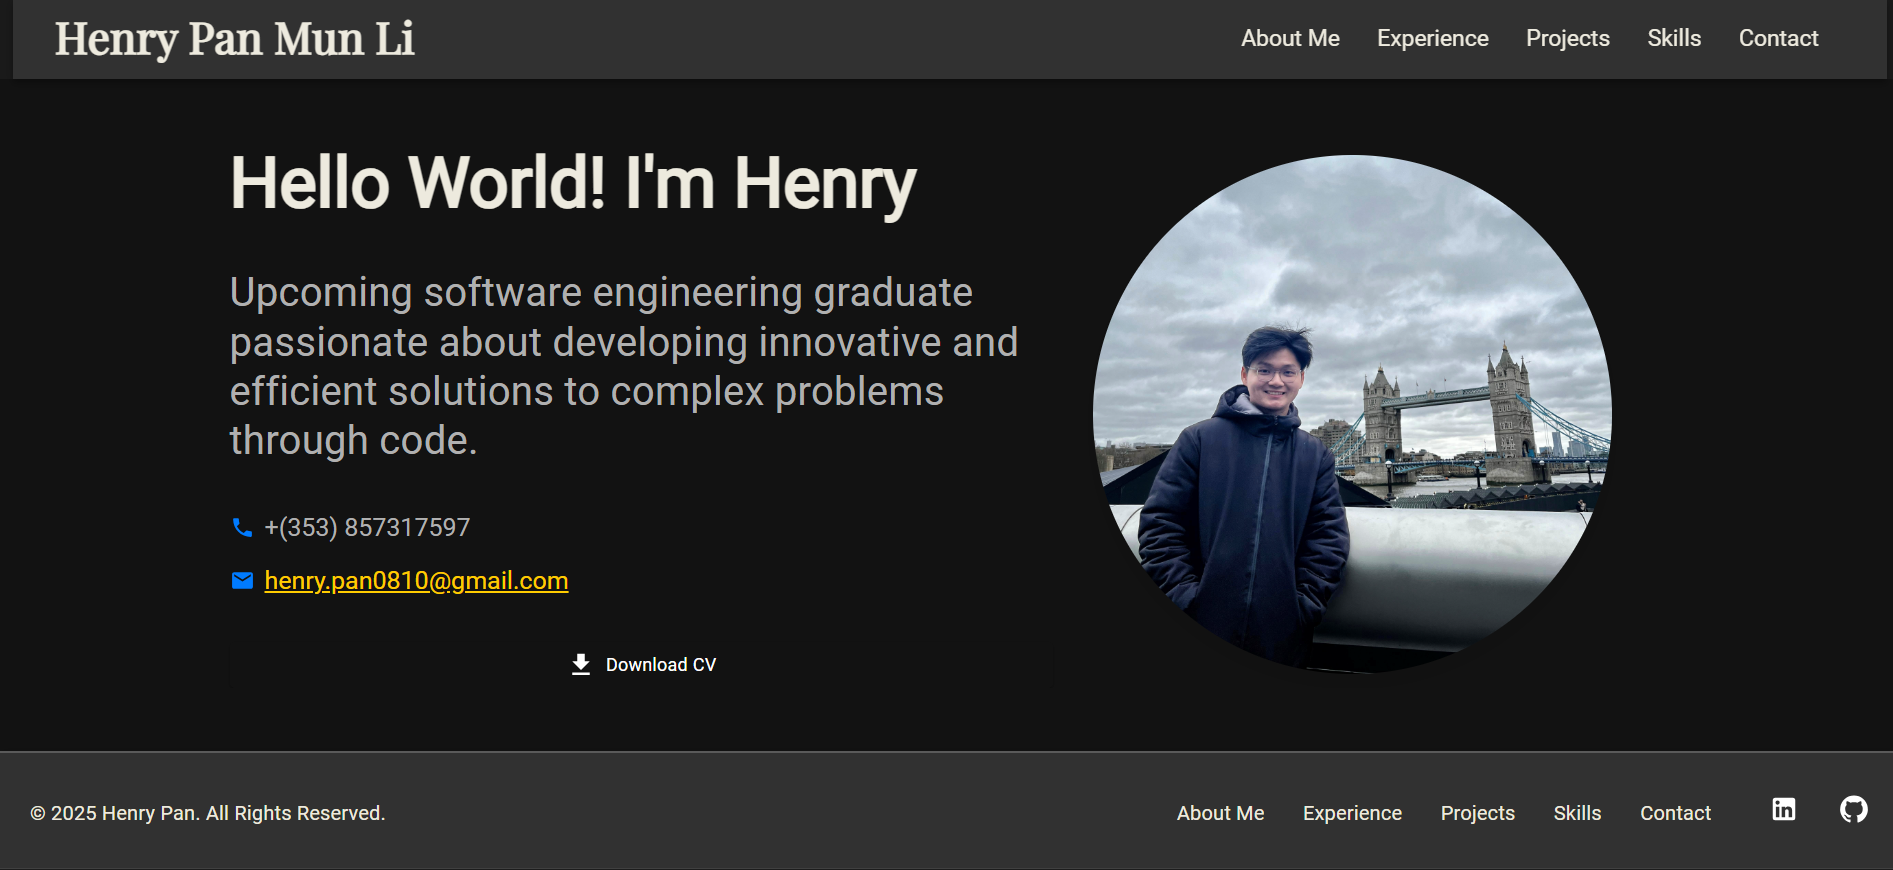 Henry Pan Mun Li
About Me Experience Projects Skills Contact
Hello World! I'm Henry
Upcoming software engineering graduate
passionate about developing innovative and
efficient solutions to complex problems
through code.
+(353) 857317597
henry.pan0810@gmail.com
Download CV
© 2025 Henry Pan. All Rights Reserved.
About Me Experience Projects Skills Contact